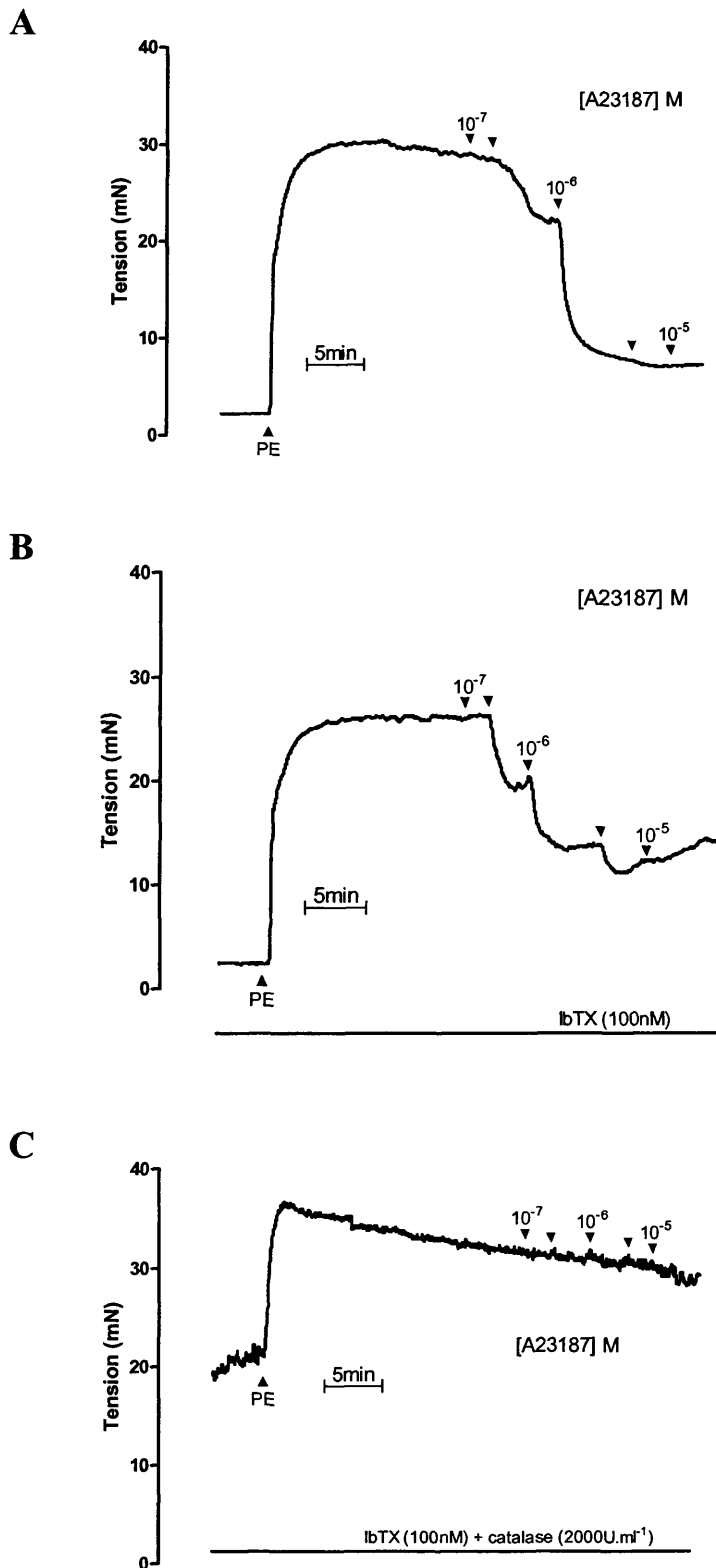 A
40
[A23187] M
10⁻⁷
30
10⁻⁶
Tension (mN)
20
10
5min
10⁻⁵
0
PE
B
40
[A23187] M
30
10⁻⁷
10⁻⁶
Tension (mN)
20
10⁻⁵
10
5min
0
PE
IbTX (100nM)
C
40
10⁻⁷ 10⁻⁶ 10⁻⁵
30
Tension (mN)
[A23187] M
20
5min
PE
10
IbTX (100nM) + catalase (2000U.ml⁻¹)
0